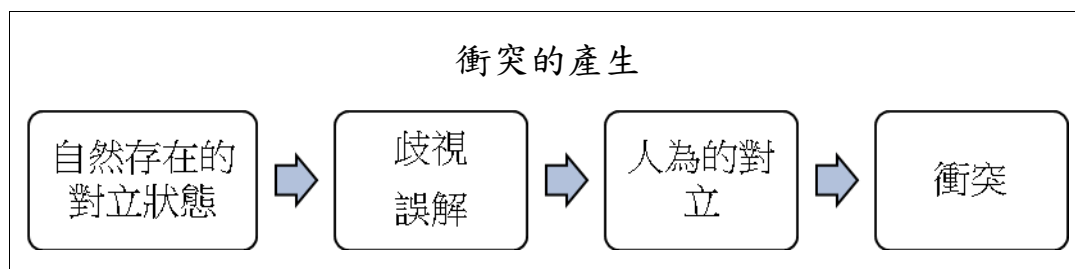 衝突的產生
自然存在的
對立狀態
歧視
誤解
人為的對
立
衝突